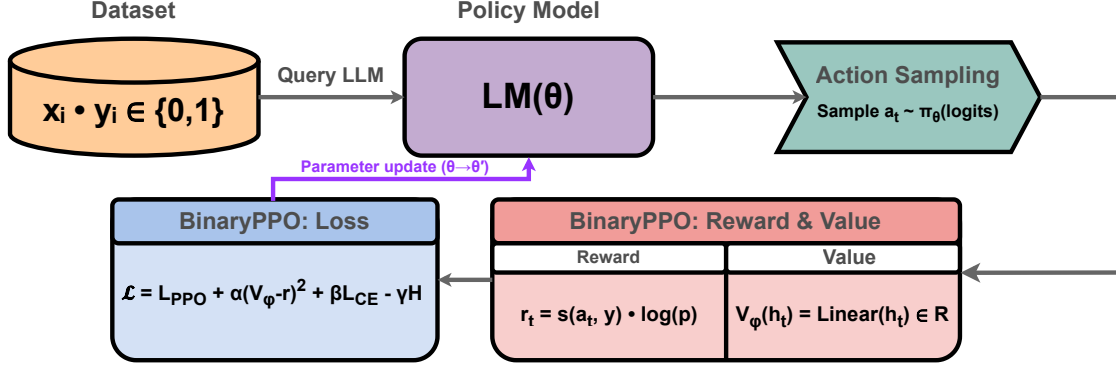 Dataset
Policy Model
Query LLM
xᵢ • yᵢ ∈ {0,1}
LM(θ)
Action Sampling
Sample aₜ ~ π_θ(logits)
Parameter update (θ→θ′)
BinaryPPO: Loss
ℒ = L_PPO + α(V_φ-r)² + βL_CE - γH
BinaryPPO: Reward & Value
Reward
Value
rₜ = s(aₜ, y) • log(p)
V_φ(hₜ) = Linear(hₜ) ∈ R